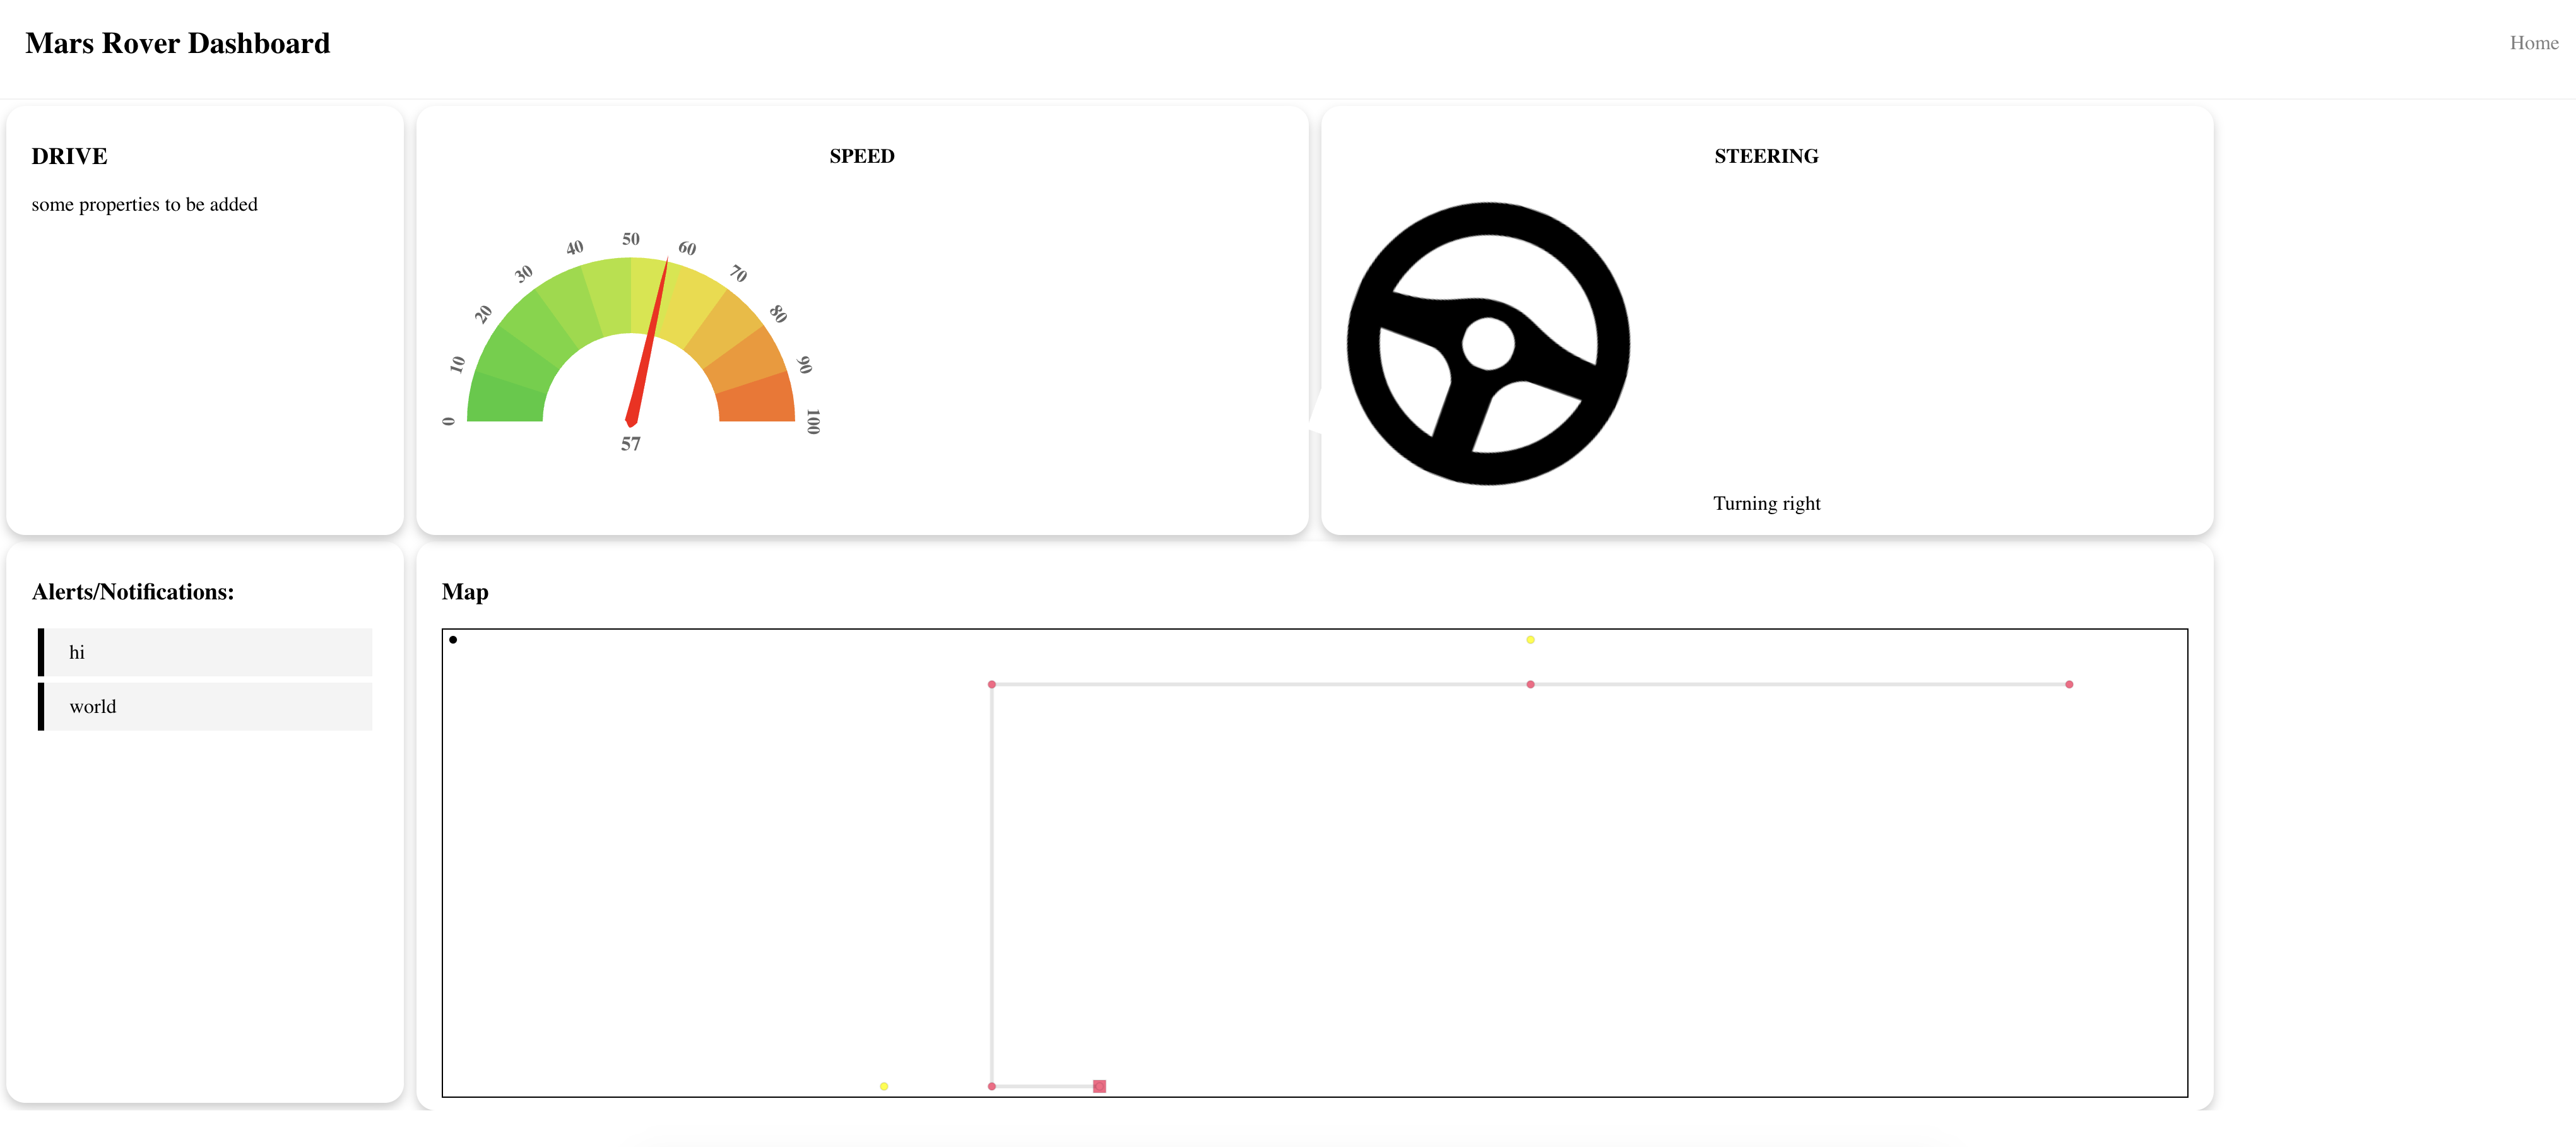 Mars Rover Dashboard
Home
DRIVE
some properties to be added
SPEED
0
10
20
30
40
50
60
70
80
90
100
57
STEERING
Turning right
Alerts/Notifications:
hi
world
Map